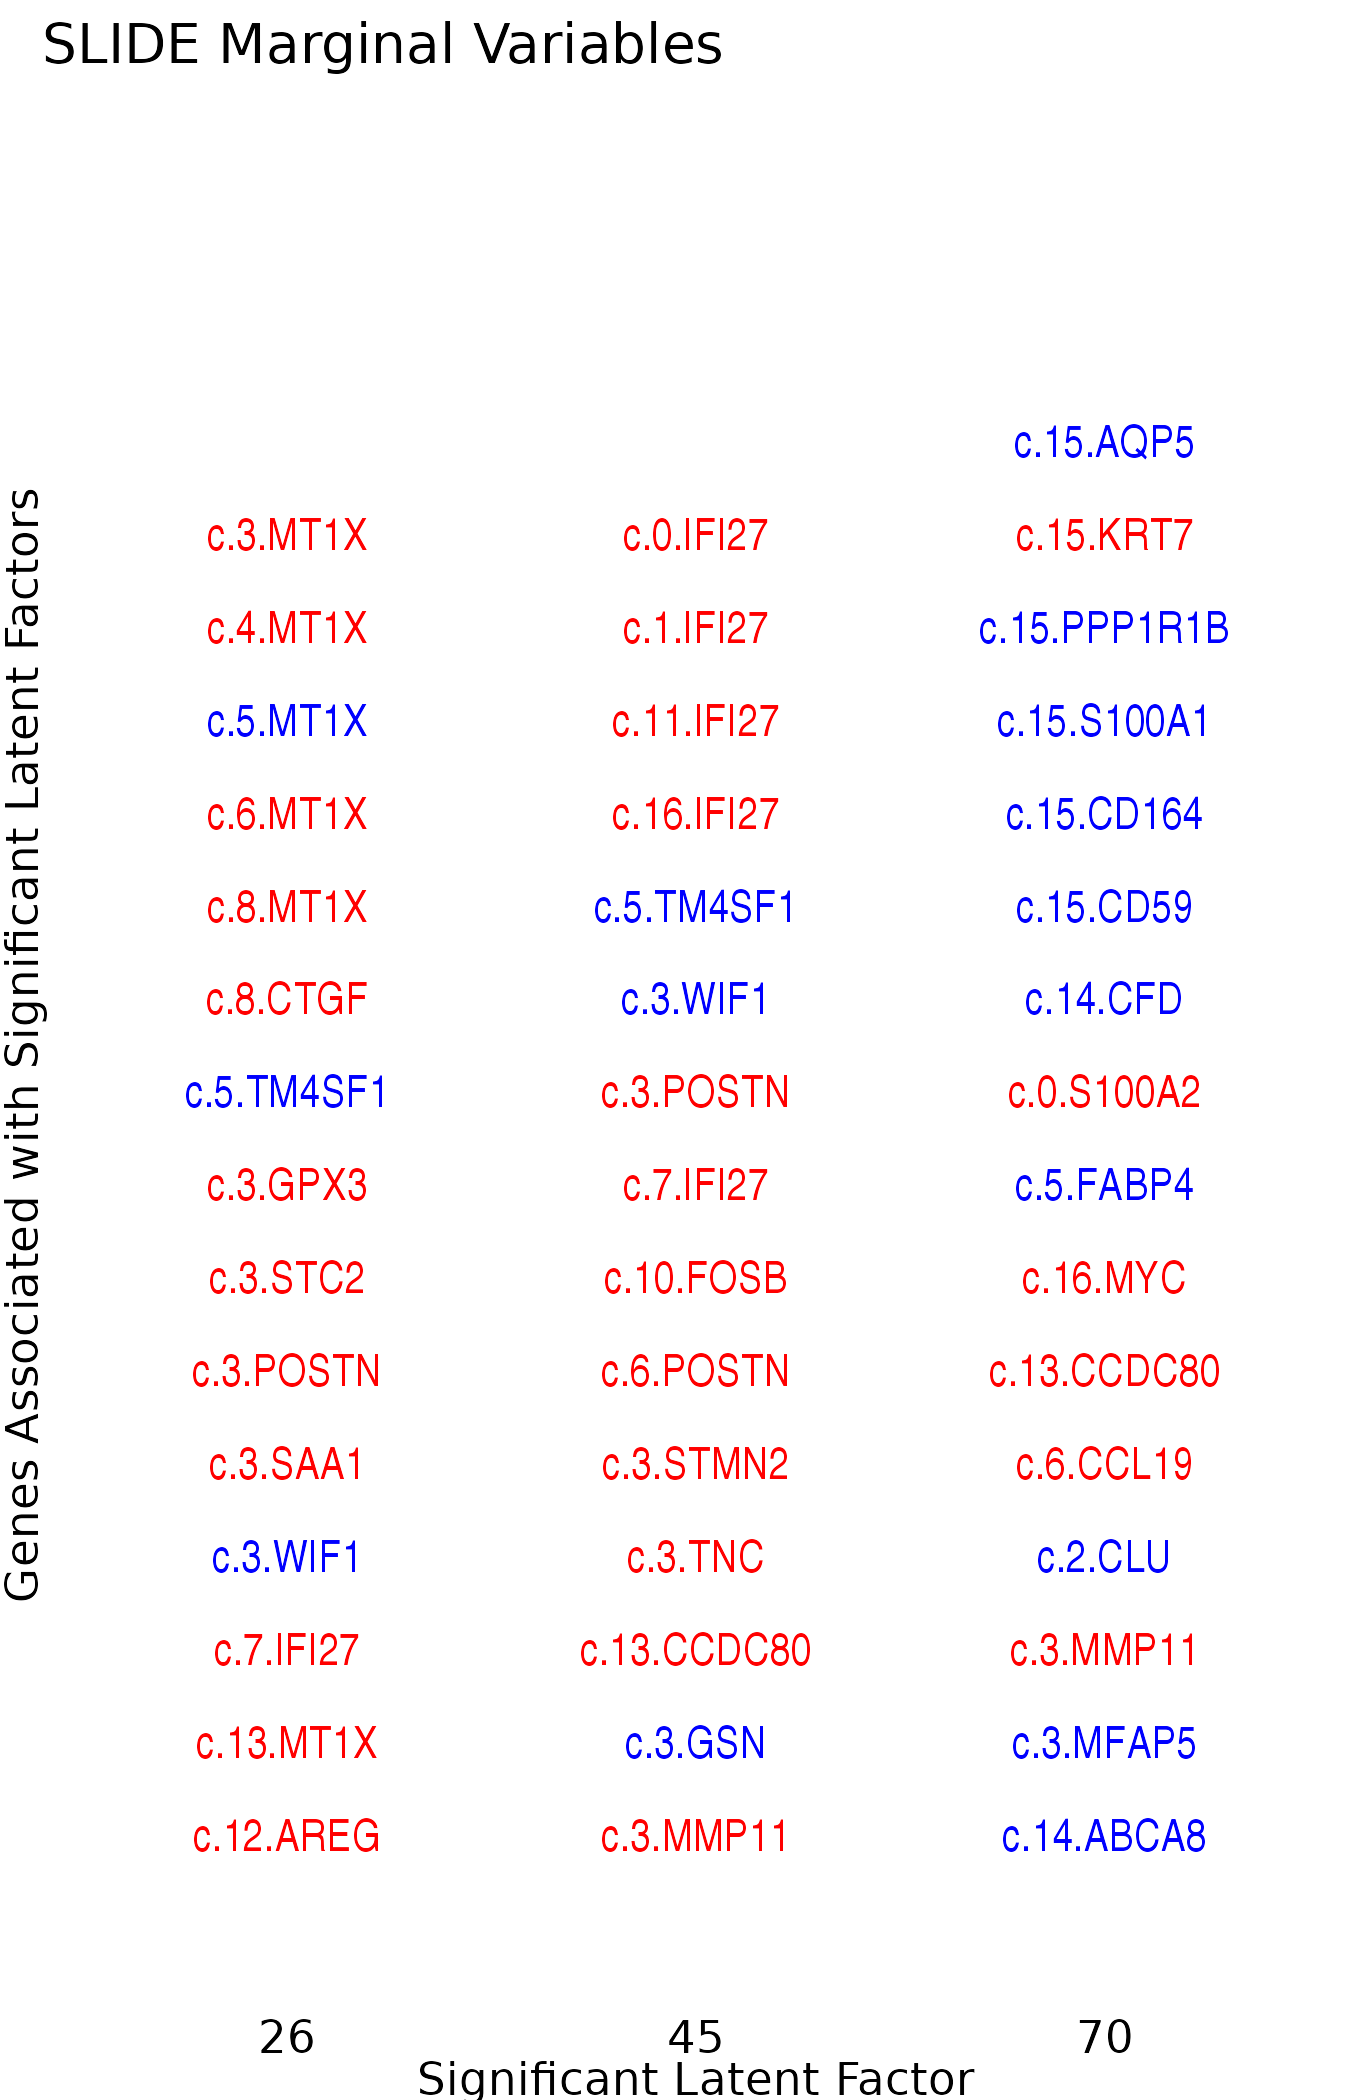 SLIDE Marginal Variables
Genes Associated with Significant Latent Factors
c.15.AQP5
c.3.MT1X c.0.IFI27 c.15.KRT7
c.4.MT1X c.1.IFI27 c.15.PPP1R1B
c.5.MT1X c.11.IFI27 c.15.S100A1
c.6.MT1X c.16.IFI27 c.15.CD164
c.8.MT1X c.5.TM4SF1 c.15.CD59
c.8.CTGF c.3.WIF1 c.14.CFD
c.5.TM4SF1 c.3.POSTN c.0.S100A2
c.3.GPX3 c.7.IFI27 c.5.FABP4
c.3.STC2 c.10.FOSB c.16.MYC
c.3.POSTN c.6.POSTN c.13.CCDC80
c.3.SAA1 c.3.STMN2 c.6.CCL19
c.3.WIF1 c.3.TNC c.2.CLU
c.7.IFI27 c.13.CCDC80 c.3.MMP11
c.13.MT1X c.3.GSN c.3.MFAP5
c.12.AREG c.3.MMP11 c.14.ABCA8
26 45 70
Significant Latent Factor